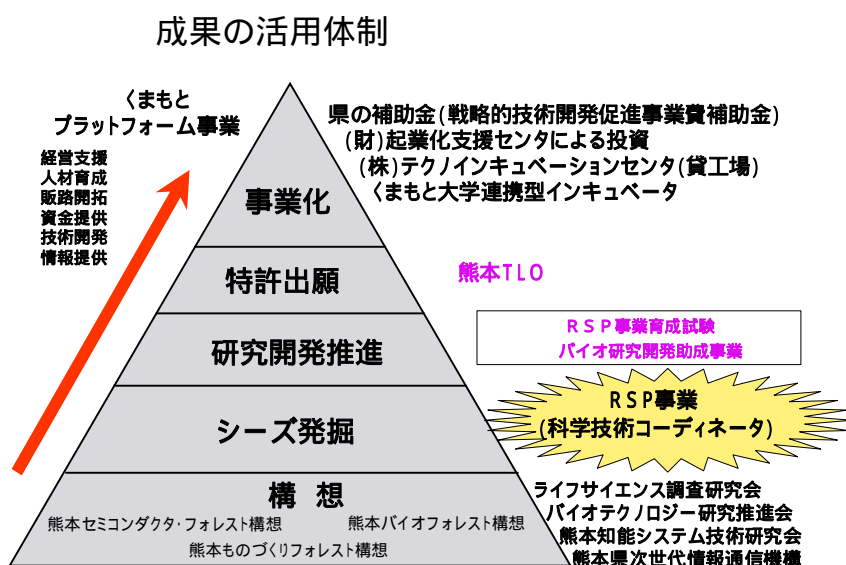 成果の活用体制
くまもと
プラットフォーム事業
経営支援
人材育成
販路開拓
資金提供
技術開発
情報提供
県の補助金(戦略的技術開発促進事業費補助金)
(財)起業化支援センタによる投資
(株)テクノインキュベーションセンタ(貸工場)
くまもと大学連携型インキュベータ
事業化
特許出願
熊本TLO
研究開発推進
RSP事業育成試験
バイオ研究開発助成事業
シーズ発掘
RSP事業
(科学技術コーディネータ)
構 想
熊本セミコンダクタ・フォレスト構想
熊本バイオフォレスト構想
熊本ものづくりフォレスト構想
ライフサイエンス調査研究会
バイオテクノロジー研究推進会
熊本知能システム技術研究会
熊本県次世代情報通信機構